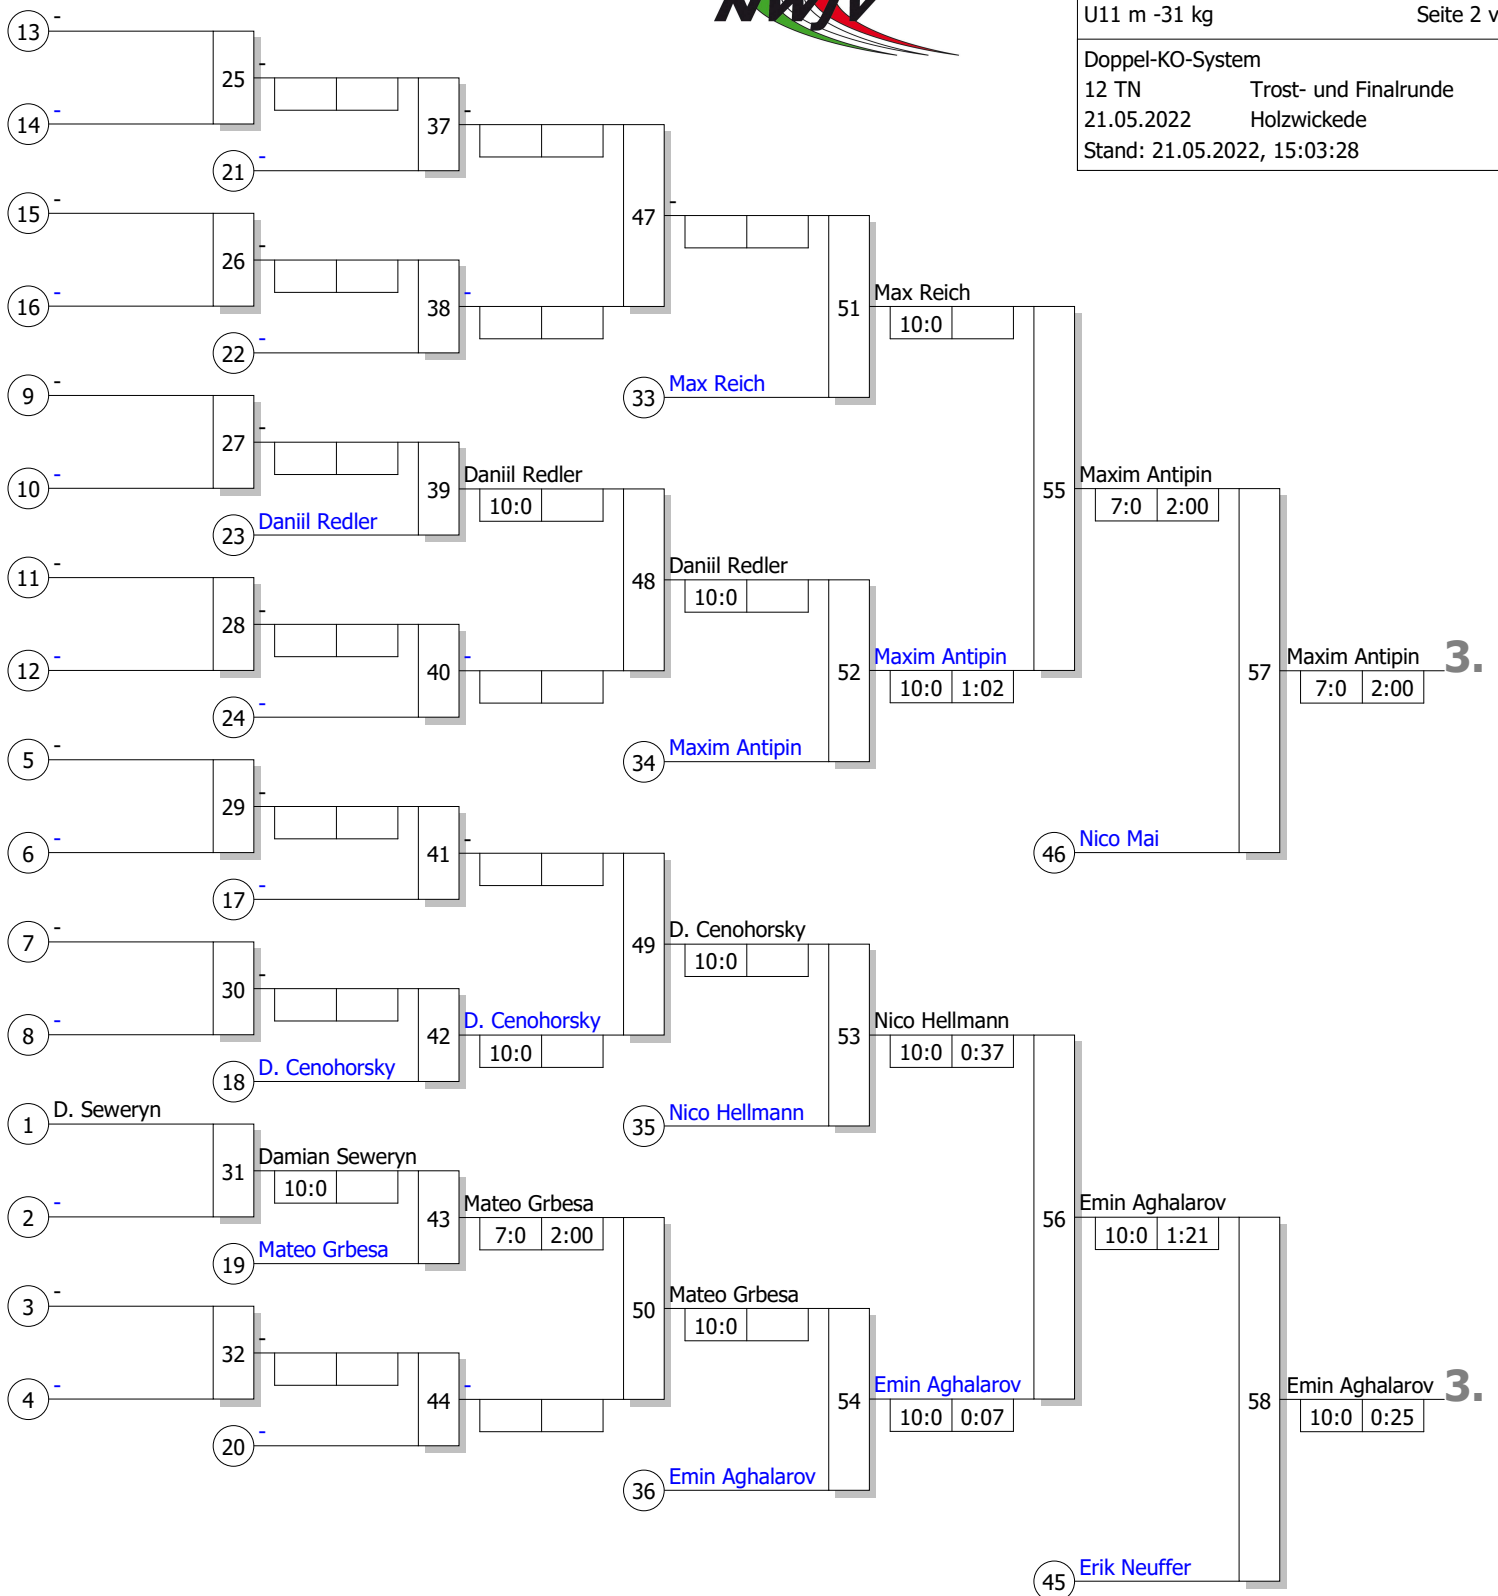 NWJV
U11 m -31 kg Seite 2 v
Doppel-KO-System
12 TN Trost- und Finalrunde
21.05.2022 Holzwickede
Stand: 21.05.2022, 15:03:28
13 -
25 -
14 -
37 -
21 -
15 -
47 -
26 -
16 -
38 -
22 -
51 Max Reich
10:0
33 Max Reich
9 -
27 -
10 -
39 Daniil Redler
10:0
23 Daniil Redler
55 Maxim Antipin
7:0 2:00
11 -
48 Daniil Redler
10:0
28 -
12 -
40 -
24 -
52 Maxim Antipin
10:0 1:02
34 Maxim Antipin
57 Maxim Antipin 3.
7:0 2:00
5 -
29 -
6 -
41 -
17 -
46 Nico Mai
7 -
49 D. Cenohorsky
10:0
30 -
8 -
42 D. Cenohorsky
10:0
18 D. Cenohorsky
53 Nico Hellmann
10:0 0:37
35 Nico Hellmann
1 D. Seweryn
31 Damian Seweryn
10:0
2 -
43 Mateo Grbesa
7:0 2:00
19 Mateo Grbesa
56 Emin Aghalarov
10:0 1:21
3 -
50 Mateo Grbesa
10:0
32 -
4 -
44 -
20 -
54 Emin Aghalarov
10:0 0:07
36 Emin Aghalarov
58 Emin Aghalarov 3.
10:0 0:25
45 Erik Neuffer